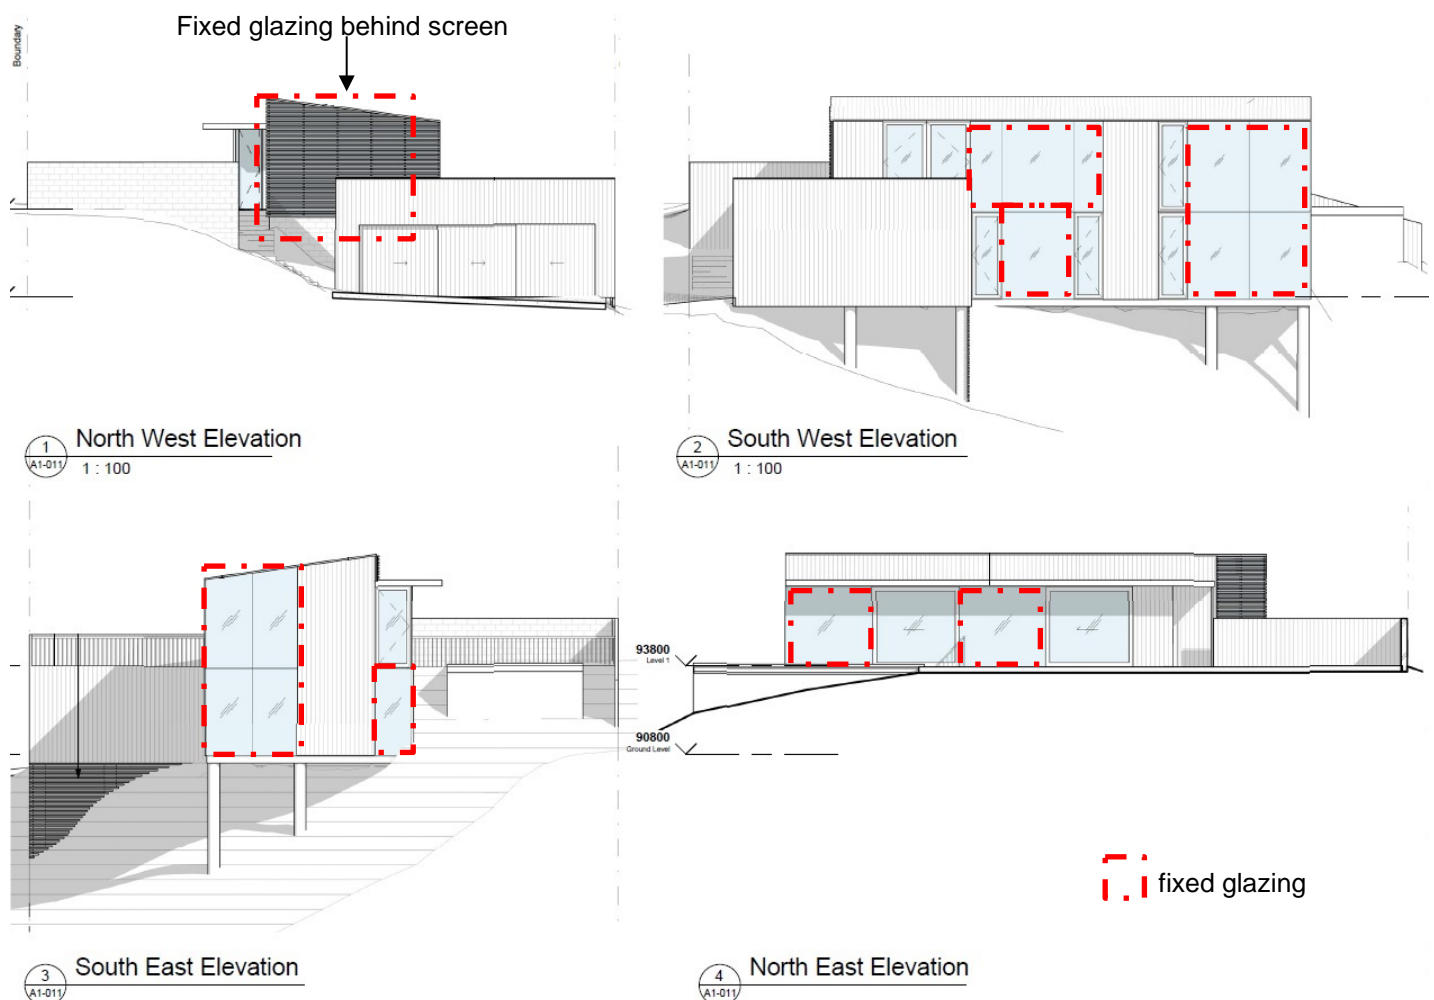 Fixed glazing behind screen
Boundary
1
A1-011
North West Elevation
1 : 100
2
A1-011
South West Elevation
1 : 100
93800
Level 1
90800
Ground Level
fixed glazing
3
A1-011
South East Elevation
4
A1-011
North East Elevation